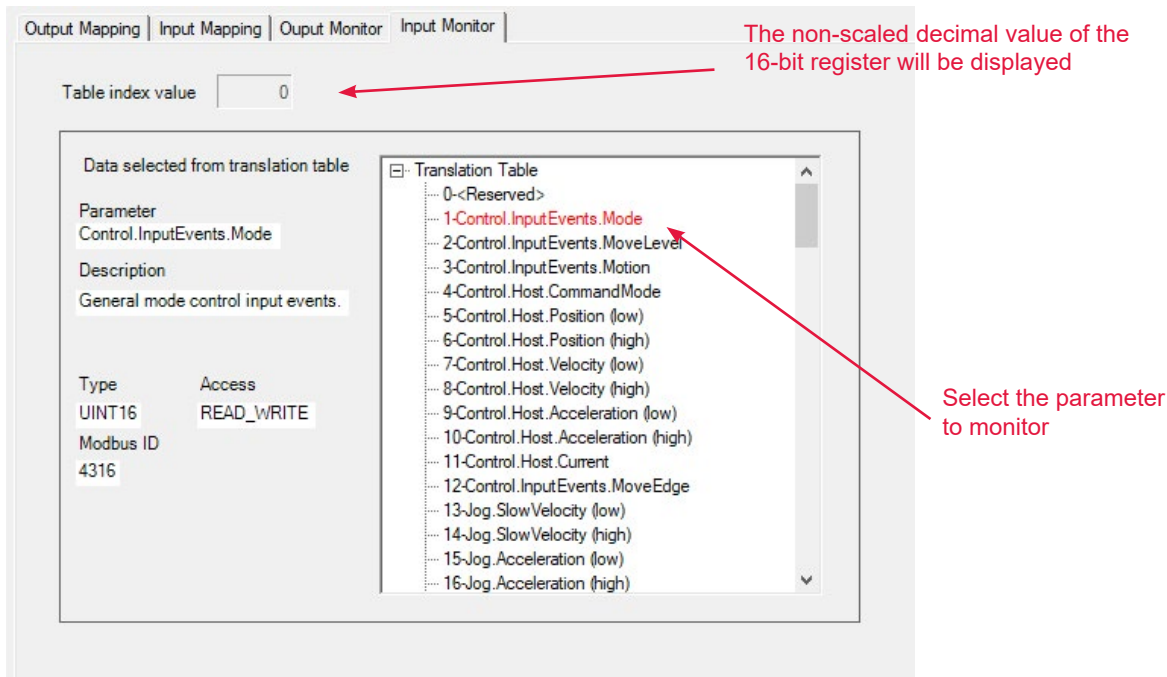 Output Mapping
Input Mapping
Ouput Monitor
Input Monitor
The non-scaled decimal value of the
16-bit register will be displayed
Table index value
0
Data selected from translation table
Parameter
Control.InputEvents.Mode
Description
General mode control input events.
Type
Access
UINT16
READ_WRITE
Modbus ID
4316
Translation Table
0-<Reserved>
1-Control.InputEvents.Mode
2-Control.InputEvents.MoveLevel
3-Control.InputEvents.Motion
4-Control.Host.CommandMode
5-Control.Host.Position (low)
6-Control.Host.Position (high)
7-Control.Host.Velocity (low)
8-Control.Host.Velocity (high)
9-Control.Host.Acceleration (low)
10-Control.Host.Acceleration (high)
11-Control.Host.Current
12-Control.InputEvents.MoveEdge
13-Jog.SlowVelocity (low)
14-Jog.SlowVelocity (high)
15-Jog.Acceleration (low)
16-Jog.Acceleration (high)
Select the parameter
to monitor